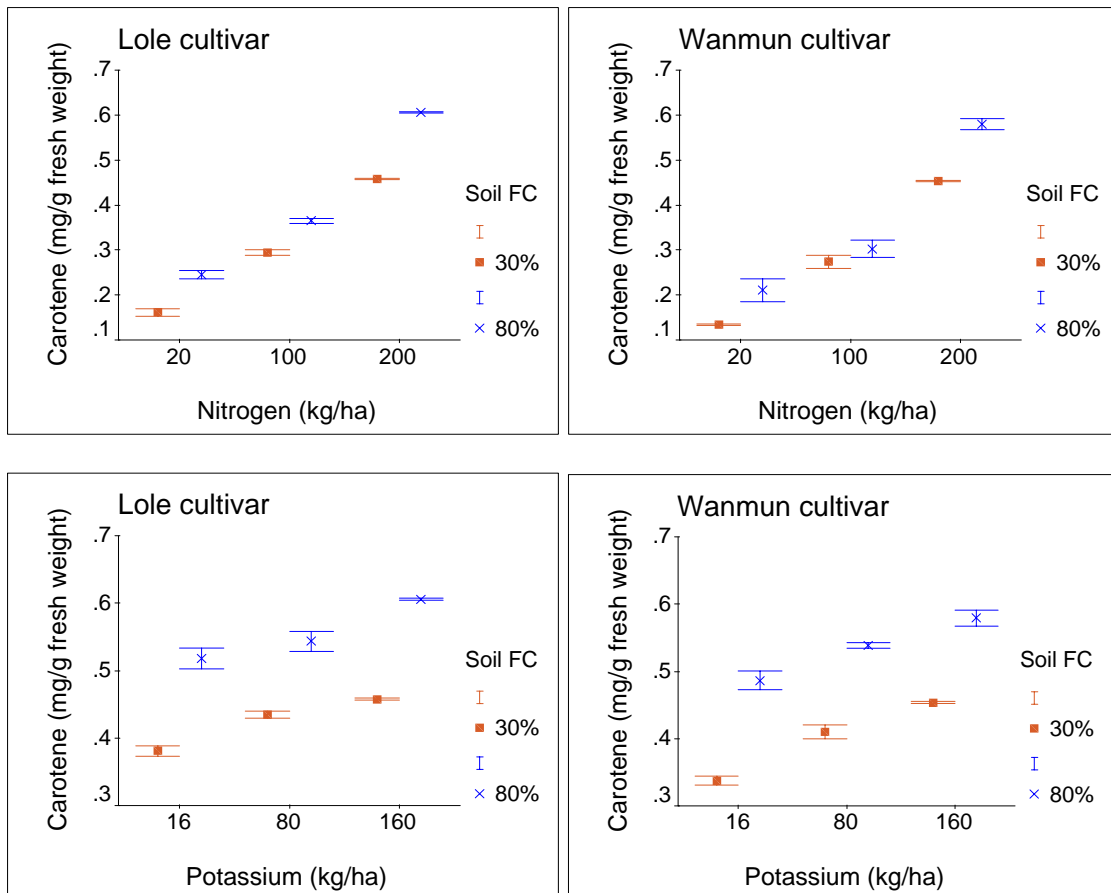 Lole cultivar
Carotene (mg/g fresh weight)
.7
.6
.5
.4
.3
.2
.1
20 100 200
Nitrogen (kg/ha)
Soil FC
30%
80%
Wanmun cultivar
Carotene (mg/g fresh weight)
.7
.6
.5
.4
.3
.2
.1
20 100 200
Nitrogen (kg/ha)
Soil FC
30%
80%
Lole cultivar
Carotene (mg/g fresh weight)
.7
.6
.5
.4
.3
16 80 160
Potassium (kg/ha)
Soil FC
30%
80%
Wanmun cultivar
Carotene (mg/g fresh weight)
.7
.6
.5
.4
.3
16 80 160
Potassium (kg/ha)
Soil FC
30%
80%